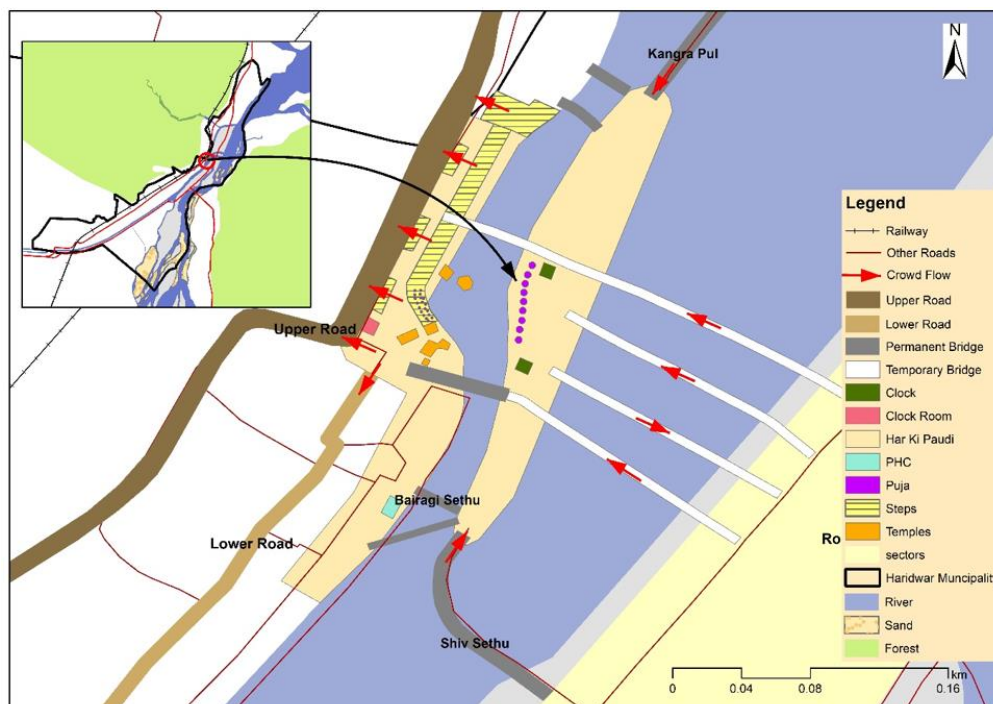 Kangra Pul
N
Upper Road
Bairagi Sethu
Lower Road
Shiv Sethu
Ro
Legend
Railway
Other Roads
Crowd Flow
Upper Road
Lower Road
Permanent Bridge
Temporary Bridge
Clock
Clock Room
Har Ki Paudi
PHC
Puja
Steps
Temples
sectors
Haridwar Muncipalit
River
Sand
Forest
km
0 0.04 0.08 0.16